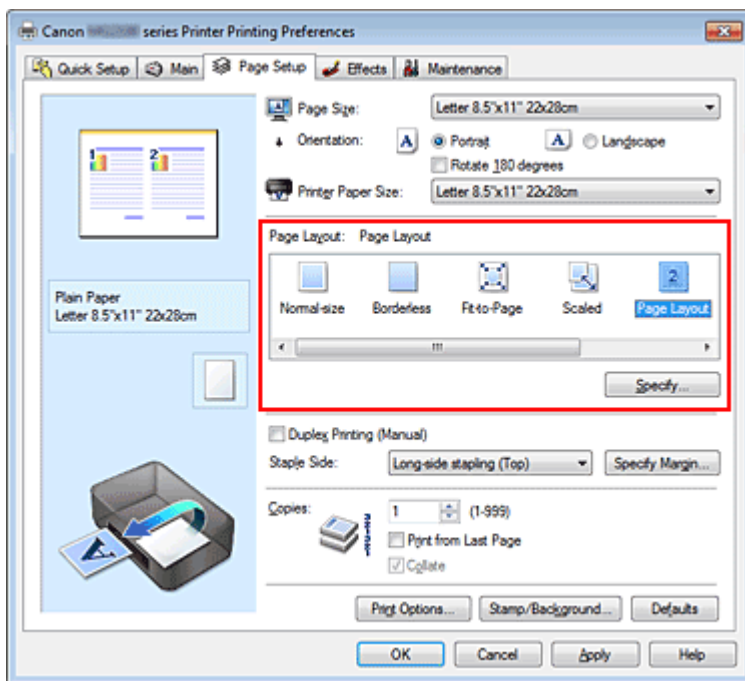 Canon series Printer Printing Preferences
Quick Setup Main Page Setup Effects Maintenance
1 2
Plain Paper
Letter 8.5"x11" 22x28cm
A
Page Size: Letter 8.5"x11" 22x28cm
Orientation: A Portrait A Landscape
Rotate 180 degrees
Printer Paper Size: Letter 8.5"x11" 22x28cm
Page Layout: Page Layout
2
Normal-size Borderless Fit-to-Page Scaled Page Layout
Specify...
Duplex Printing (Manual)
Staple Side: Long-side stapling (Top) Specify Margin...
Copies: 1 (1-999)
Print from Last Page
Collate
Print Options... Stamp/Background... Defaults
OK Cancel Apply Help